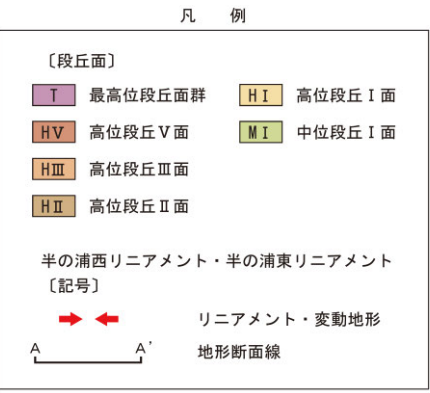 凡 例
〔段丘面〕
T 最高位段丘面群 HⅠ 高位段丘Ⅰ面
HⅤ 高位段丘Ⅴ面 MⅠ 中位段丘Ⅰ面
HⅢ 高位段丘Ⅲ面
HⅡ 高位段丘Ⅱ面
半の浦西リニアメント・半の浦東リニアメント
〔記号〕
リニアメント・変動地形
A A' 地形断面線